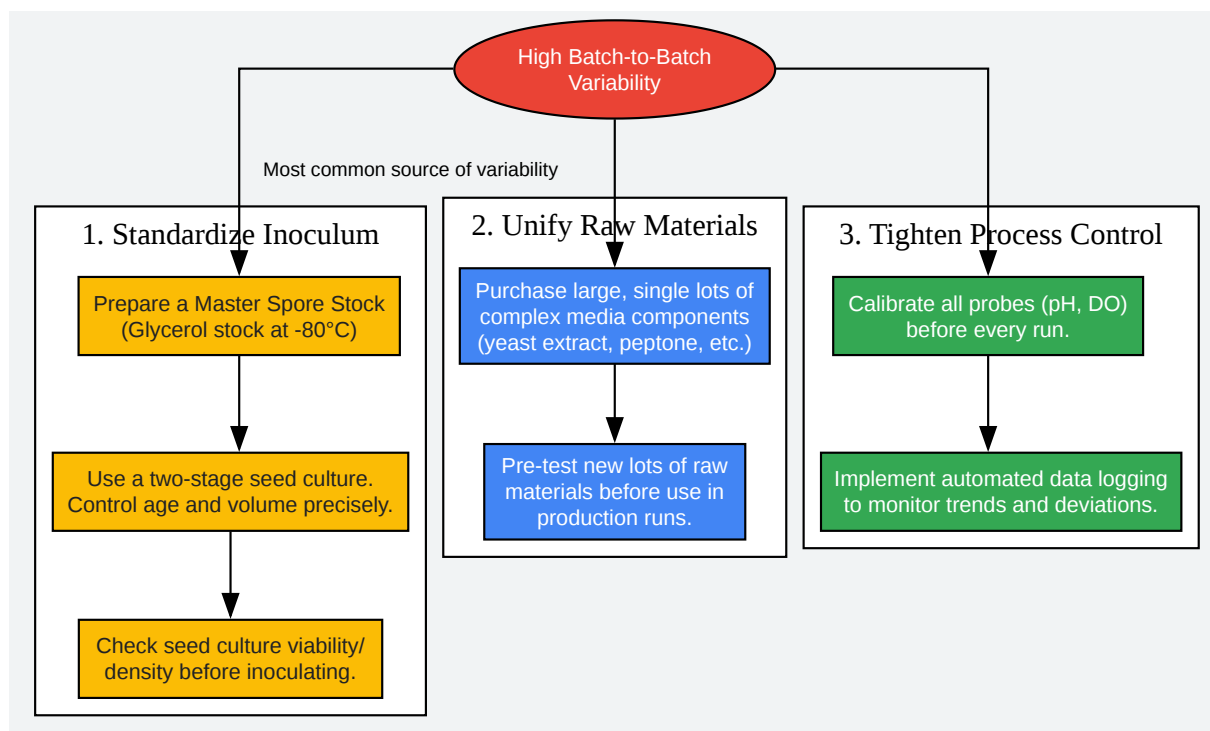 High Batch-to-Batch
Variability
Most common source of variability
1. Standardize Inoculum
Prepare a Master Spore Stock
(Glycerol stock at -80°C)
Use a two-stage seed culture.
Control age and volume precisely.
Check seed culture viability/
density before inoculating.
2. Unify Raw Materials
Purchase large, single lots of
complex media components
(yeast extract, peptone, etc.)
Pre-test new lots of raw
materials before use in
production runs.
3. Tighten Process Control
Calibrate all probes (pH, DO)
before every run.
Implement automated data logging
to monitor trends and deviations.